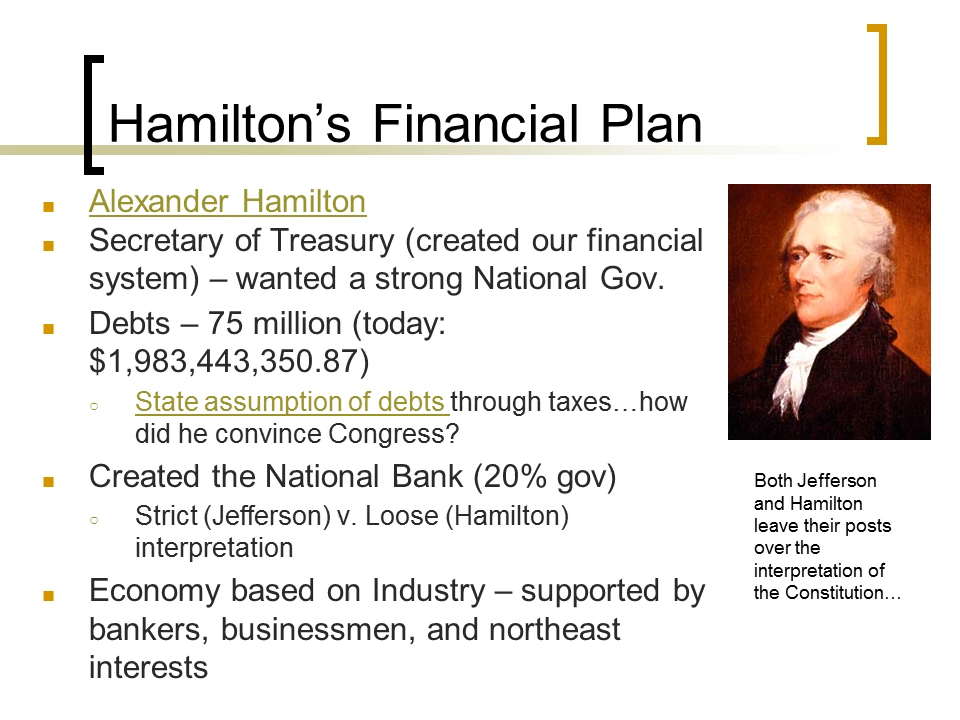 Hamilton’s Financial Plan
■ Alexander Hamilton
■ Secretary of Treasury (created our financial
system) – wanted a strong National Gov.
■ Debts – 75 million (today:
$1,983,443,350.87)
○ State assumption of debts through taxes…how
did he convince Congress?
■ Created the National Bank (20% gov)
○ Strict (Jefferson) v. Loose (Hamilton)
interpretation
■ Economy based on Industry – supported by
bankers, businessmen, and northeast
interests
Both Jefferson
and Hamilton
leave their posts
over the
interpretation of
the Constitution…